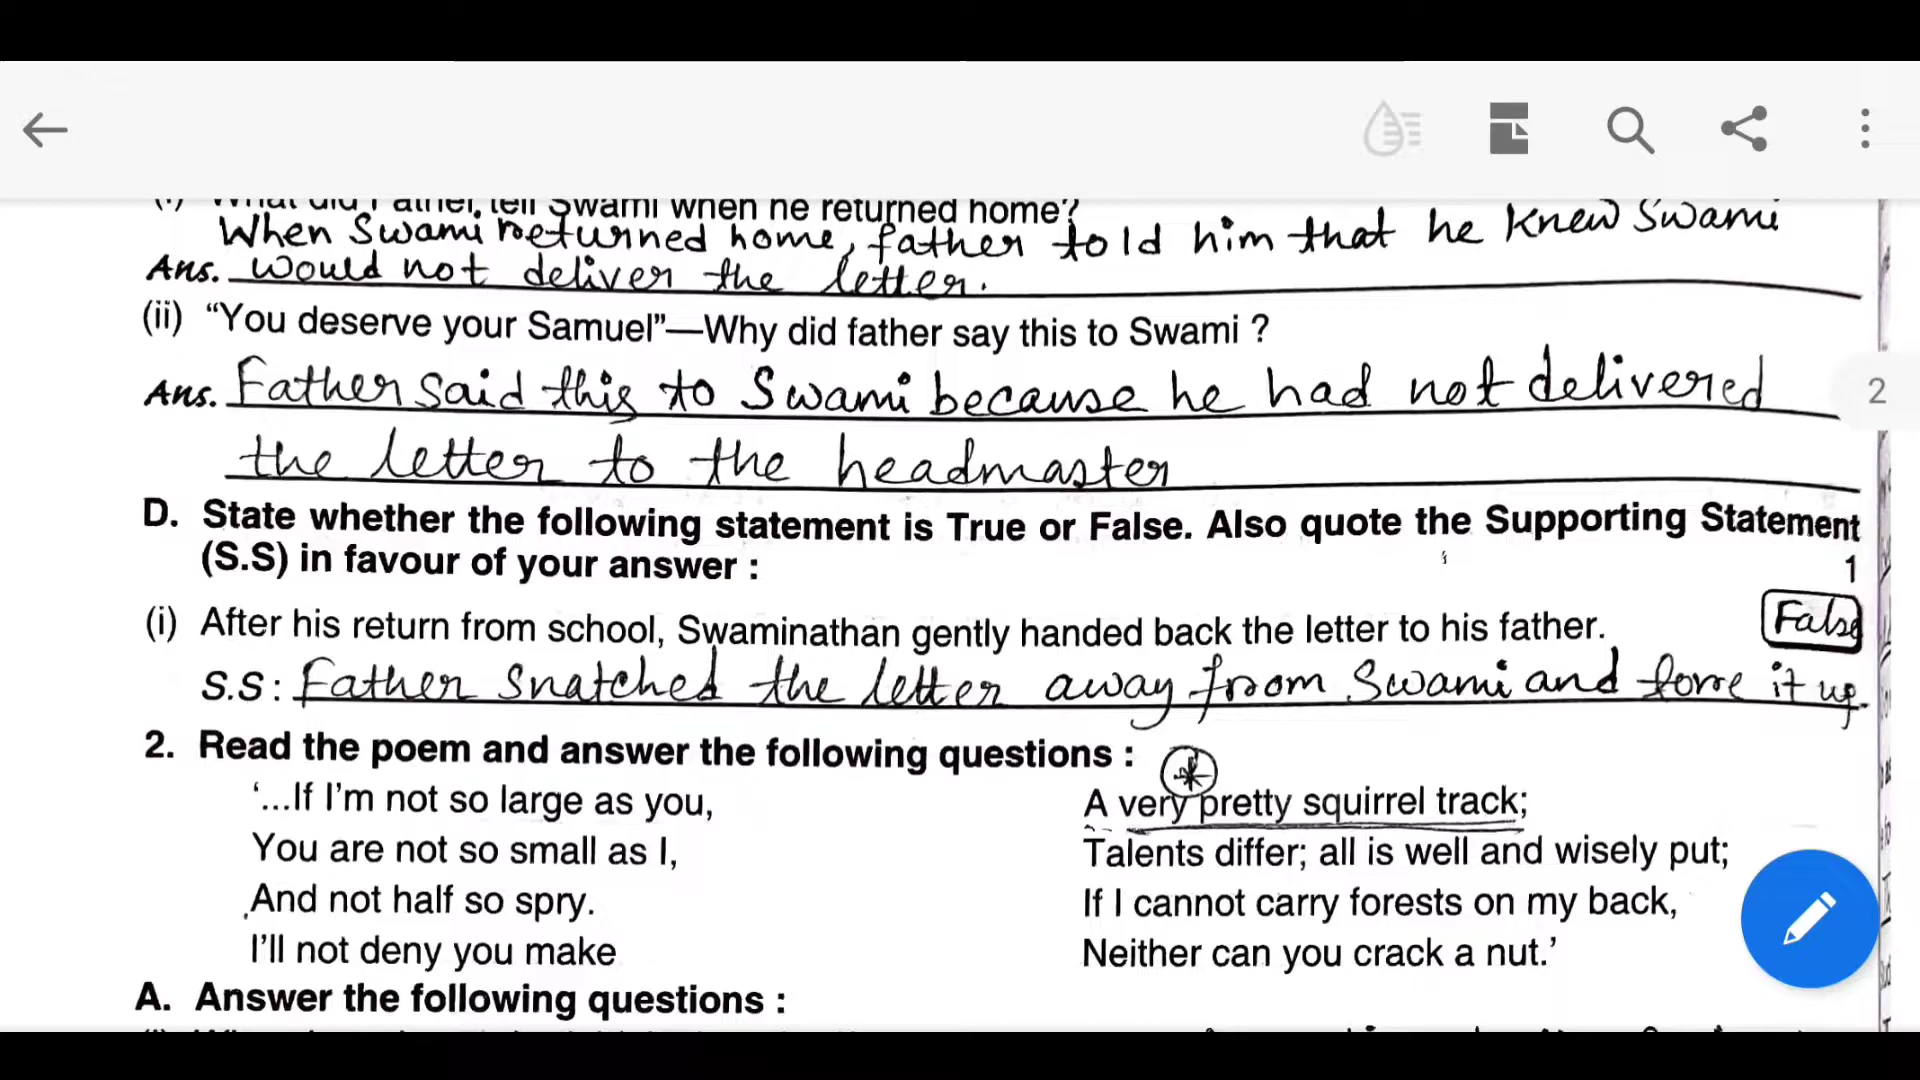 (i) What did Father tell Swami when he returned home?
When Swami returned home, father told him that he knew Swami
Ans. would not deliver the letter.
(ii) “You deserve your Samuel”—Why did father say this to Swami ?
Ans. Father said this to Swami because he had not delivered
2
the letter to the headmaster
D. State whether the following statement is True or False. Also quote the Supporting Statement
(S.S) in favour of your answer :
1
(i) After his return from school, Swaminathan gently handed back the letter to his father.
False
S.S : Father snatched the letter away from Swami and tore it up.
2. Read the poem and answer the following questions :
‘...If I’m not so large as you,
You are not so small as I,
And not half so spry.
I’ll not deny you make
A very pretty squirrel track;
Talents differ; all is well and wisely put;
If I cannot carry forests on my back,
Neither can you crack a nut.’
A. Answer the following questions :